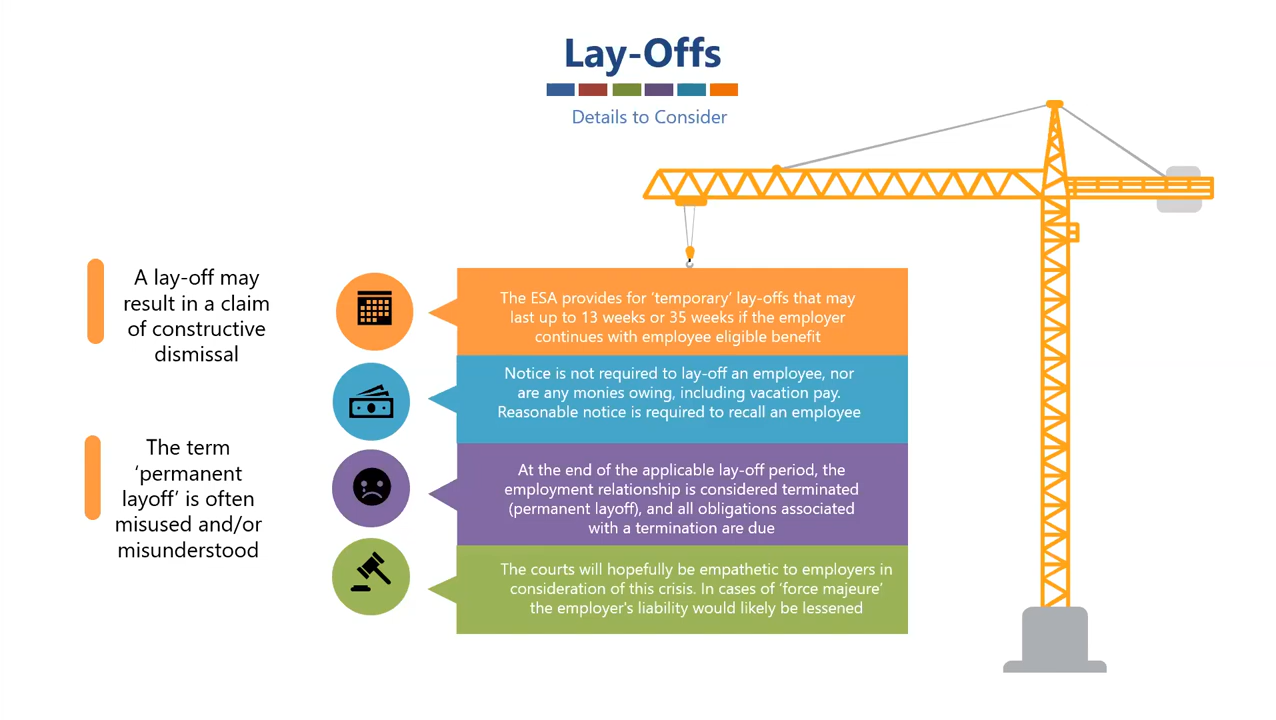 Lay-Offs
Details to Consider
A lay-off may
result in a claim
of constructive
dismissal
The term
‘permanent
layoff’ is often
misused and/or
misunderstood
The ESA provides for ‘temporary’ lay-offs that may
last up to 13 weeks or 35 weeks if the employer
continues with employee eligible benefit
Notice is not required to lay-off an employee, nor
are any monies owing, including vacation pay.
Reasonable notice is required to recall an employee
At the end of the applicable lay-off period, the
employment relationship is considered terminated
(permanent layoff), and all obligations associated
with a termination are due
The courts will hopefully be empathetic to employers in
consideration of this crisis. In cases of ‘force majeure’
the employer's liability would likely be lessened